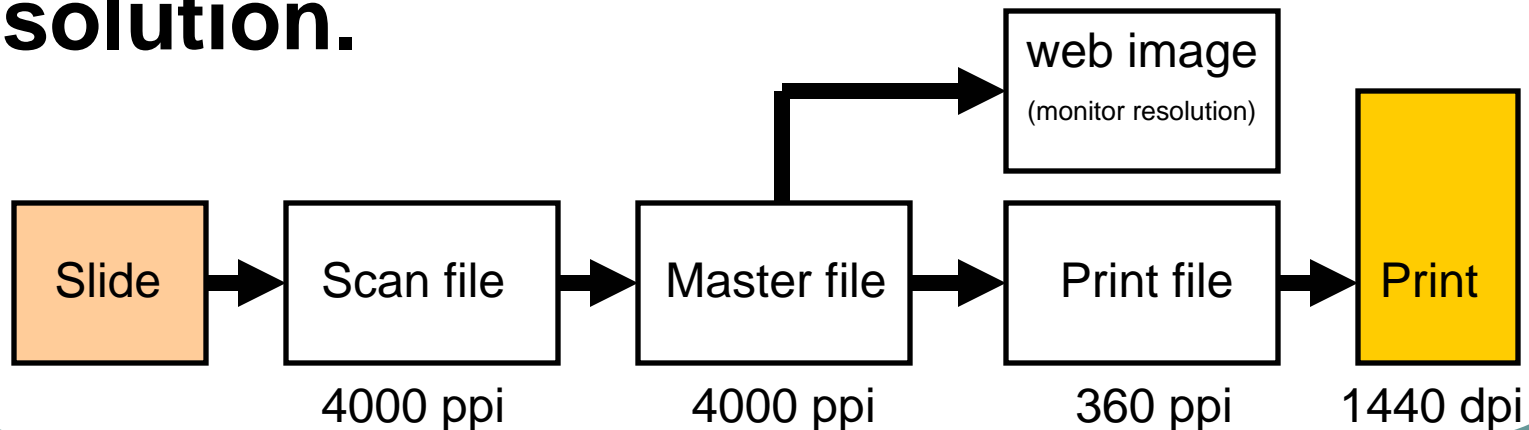 solution.
web image
(monitor resolution)
Slide
Scan file
Master file
Print file
Print
4000 ppi
4000 ppi
360 ppi
1440 dpi